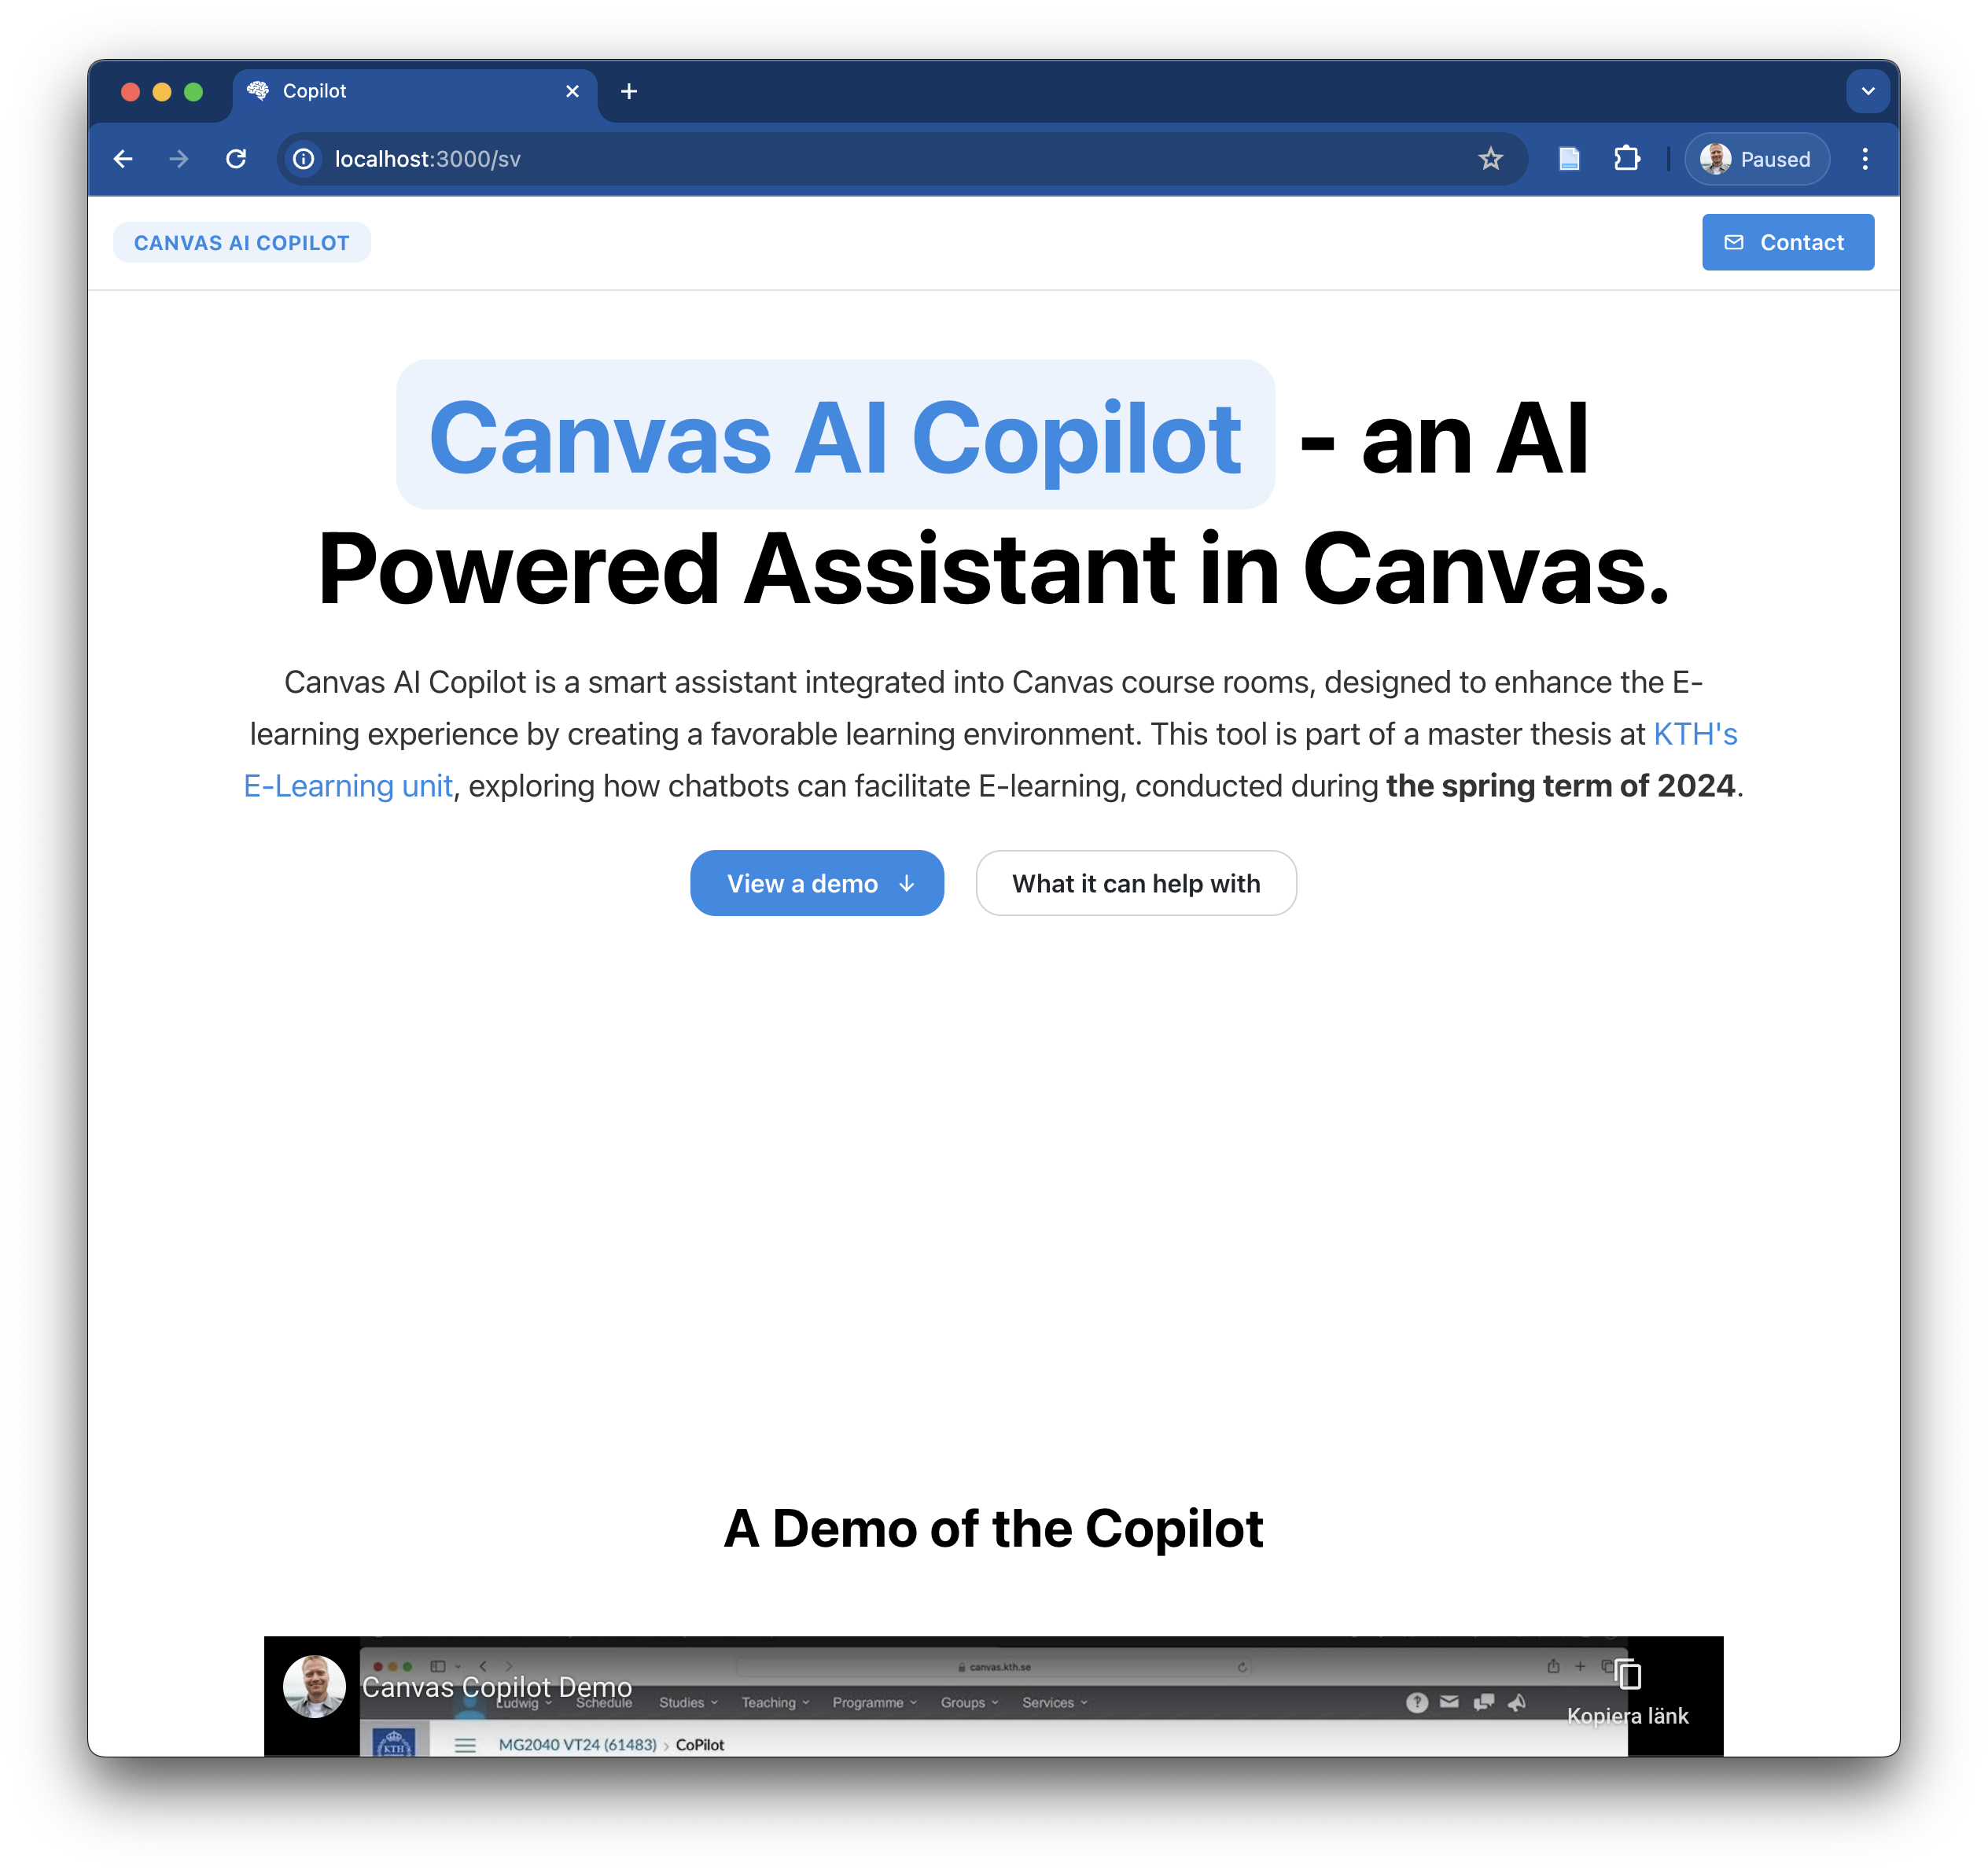 Copilot
localhost:3000/sv
Paused
CANVAS AI COPILOT
Contact
Canvas AI Copilot - an AI
Powered Assistant in Canvas.
Canvas AI Copilot is a smart assistant integrated into Canvas course rooms, designed to enhance the E-
learning experience by creating a favorable learning environment. This tool is part of a master thesis at KTH's
E-Learning unit, exploring how chatbots can facilitate E-learning, conducted during the spring term of 2024.
View a demo
What it can help with
A Demo of the Copilot
canvas.kth.se
Canvas Copilot Demo
Ludwig Schedule Studies Teaching Programme Groups Services
Kopiera länk
KTH
MG2040 VT24 (61483) › CoPilot